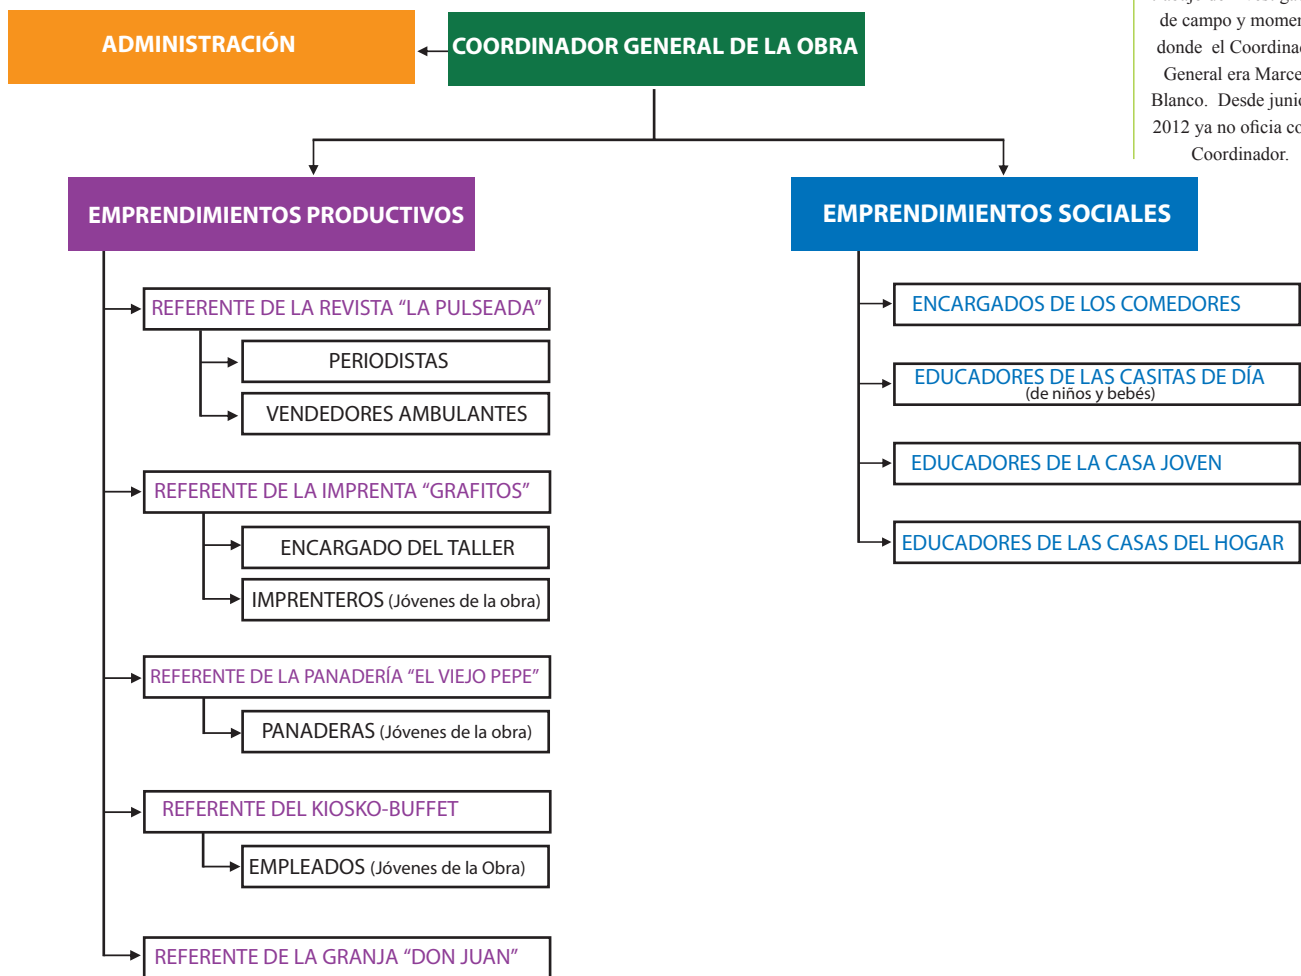 ADMINISTRACIÓN
COORDINADOR GENERAL DE LA OBRA
de campo y
donde el
General era
Blanco. Desde
2012 ya no oficia
Coordinador.
EMPRENDIMIENTOS PRODUCTIVOS
REFERENTE DE LA REVISTA “LA PULSEADA”
PERIODISTAS
VENDEDORES AMBULANTES
REFERENTE DE LA IMPRENTA “GRAFITOS”
ENCARGADO DEL TALLER
IMPRENTEROS (Jóvenes de la obra)
REFERENTE DE LA PANADERÍA “EL VIEJO PEPE”
PANADERAS (Jóvenes de la obra)
REFERENTE DEL KIOSKO-BUFFET
EMPLEADOS (Jóvenes de la Obra)
REFERENTE DE LA GRANJA “DON JUAN”
EMPRENDIMIENTOS SOCIALES
ENCARGADOS DE LOS COMEDORES
EDUCADORES DE LAS CASITAS DE DÍA
(de niños y bebés)
EDUCADORES DE LA CASA JOVEN
EDUCADORES DE LAS CASAS DEL HOGAR